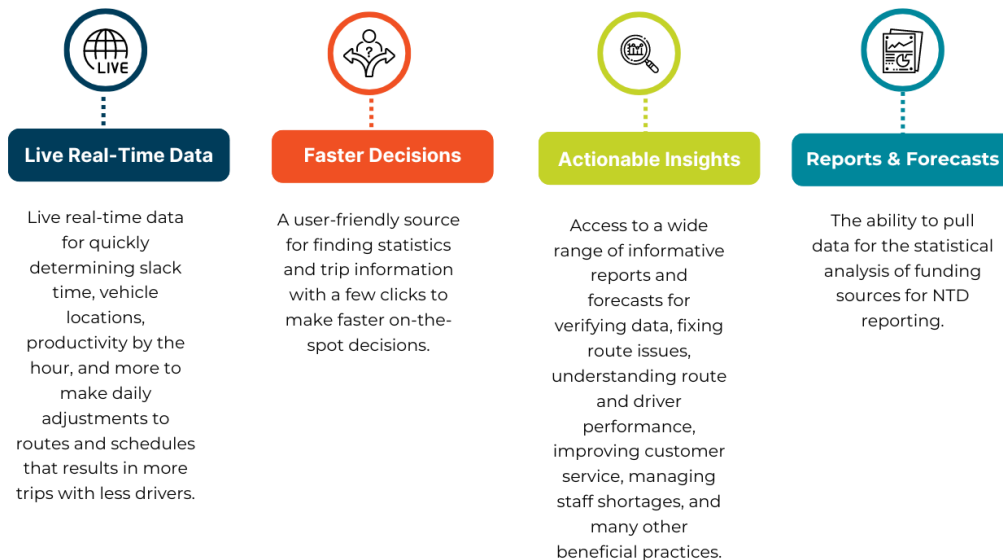 LIVE
Live Real-Time Data
Live real-time data
for quickly
determining slack
time, vehicle
locations,
productivity by the
hour, and more to
make daily
adjustments to
routes and schedules
that results in more
trips with less drivers.
?
Faster Decisions
A user-friendly source
for finding statistics
and trip information
with a few clicks to
make faster on-the-
spot decisions.
Actionable Insights
Access to a wide
range of informative
reports and
forecasts for
verifying data, fixing
route issues,
understanding route
and driver
performance,
improving customer
service, managing
staff shortages, and
many other
beneficial practices.
Reports & Forecasts
The ability to pull
data for the statistical
analysis of funding
sources for NTD
reporting.